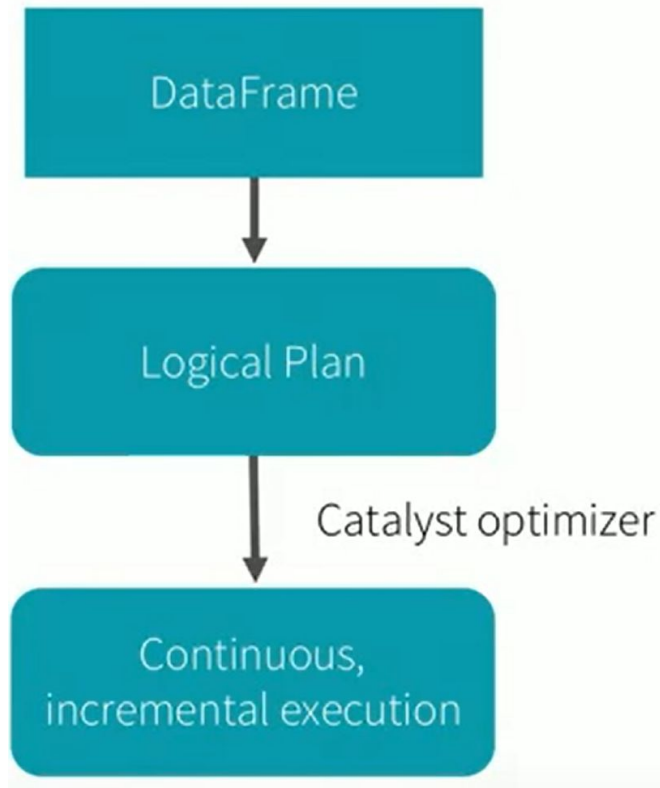 DataFrame
Logical Plan
Catalyst optimizer
Continuous,
incremental execution